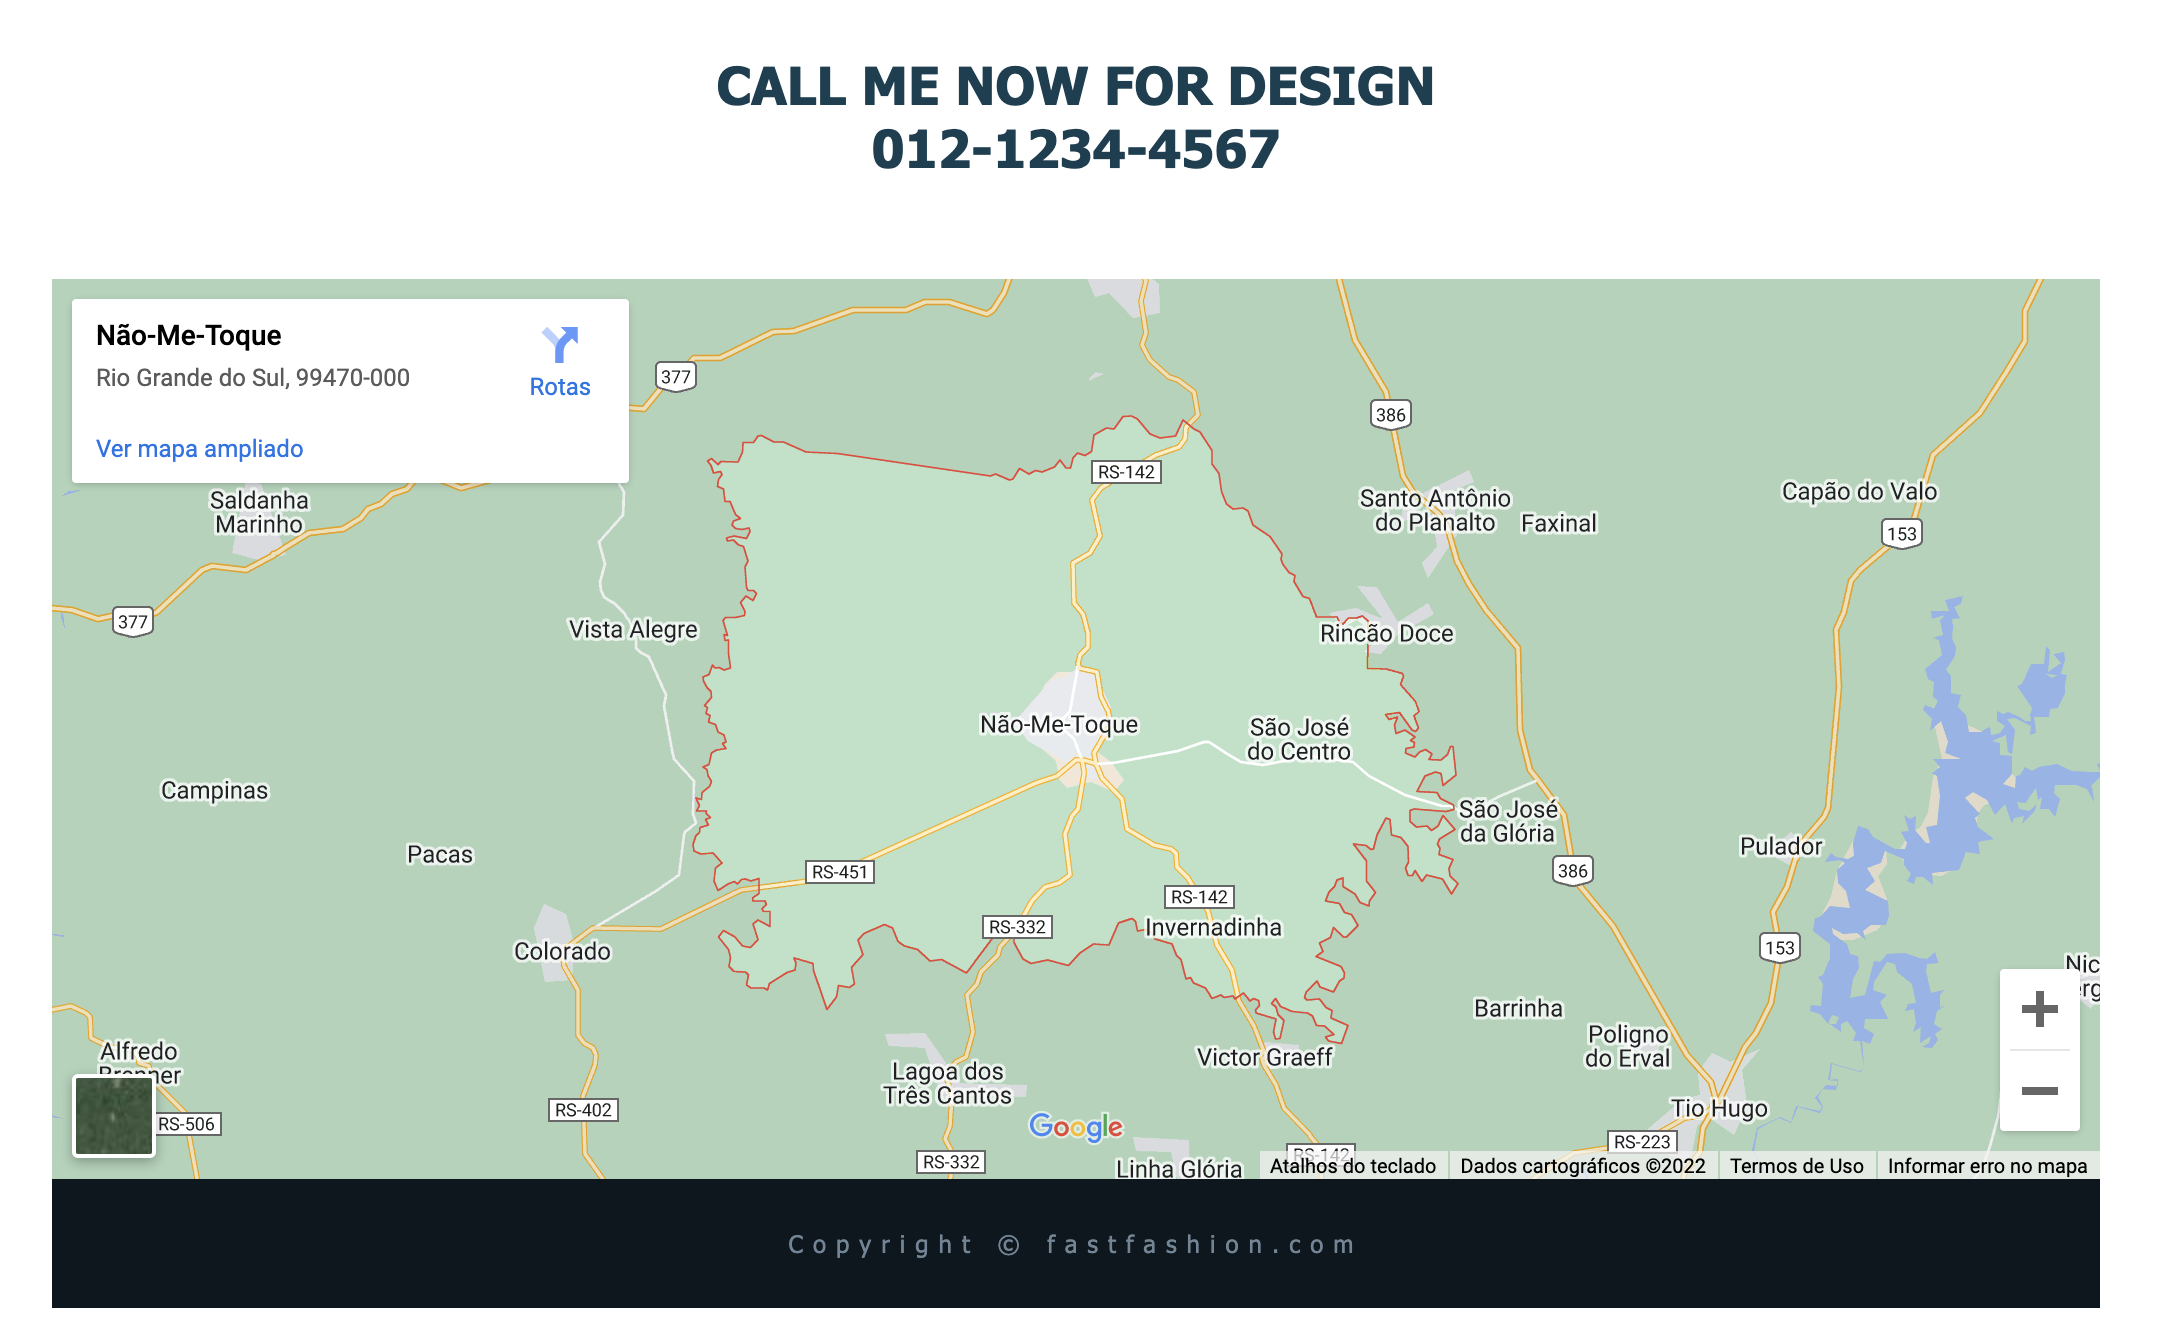 CALL ME NOW FOR DESIGN
012-1234-4567
Não-Me-Toque
Rio Grande do Sul, 99470-000
Rotas
Ver mapa ampliado
377
386
RS-142
Saldanha
Marinho
Santo Antônio
do Planalto
Faxinal
Capão do Valo
153
377
Vista Alegre
Rincão Doce
Não-Me-Toque
São José
do Centro
Campinas
São José
da Glória
Pacas
Pulador
RS-451
386
RS-142
RS-332
Invernadinha
Colorado
153
Nic
erg
Barrinha
Poligno
do Erval
Alfredo
Brenner
Victor Graeff
Lagoa dos
Três Cantos
RS-402
Tio Hugo
RS-506
Google
RS-223
RS-142
RS-332
Linha Glória
Atalhos do teclado
Dados cartográficos ©2022
Termos de Uso
Informar erro no mapa
Copyright © fastfashion.com